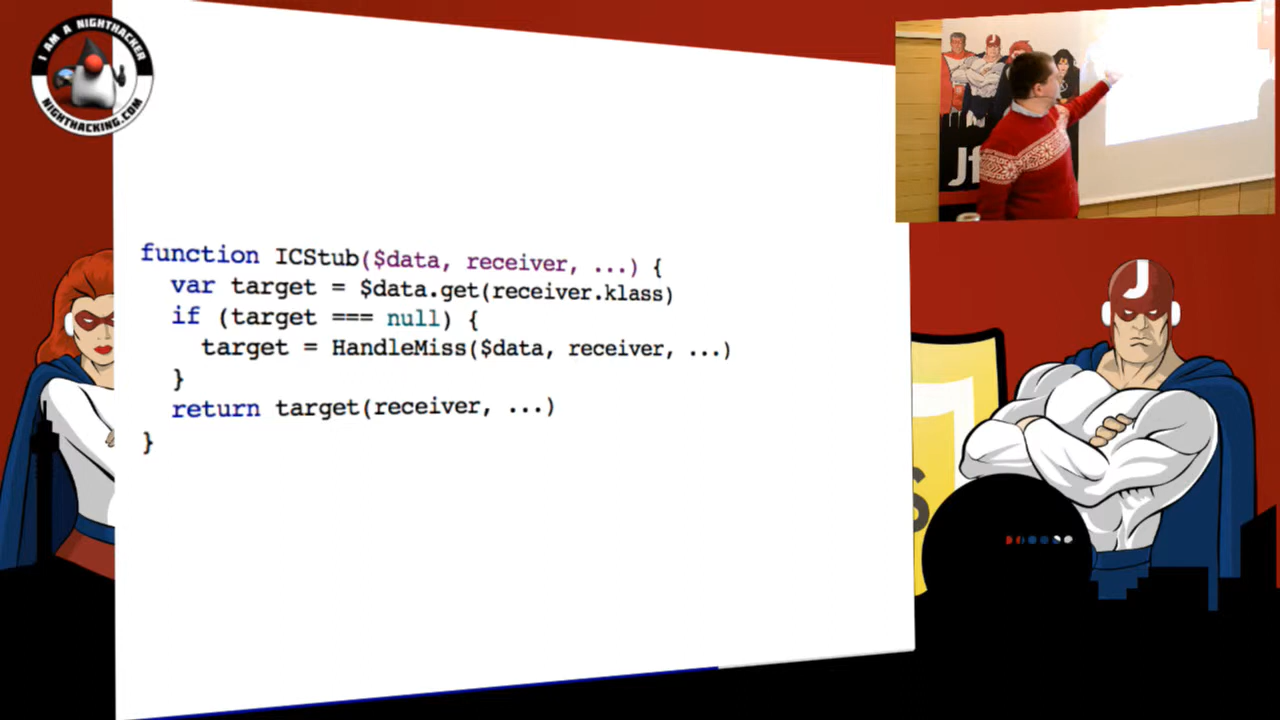 I AM A NIGHTHACKER
NIGHTHACKING.COM
function ICStub($data, receiver, ...) {
var target = $data.get(receiver.klass)
if (target === null) {
target = HandleMiss($data, receiver, ...)
}
return target(receiver, ...)
}
Jf
J
S